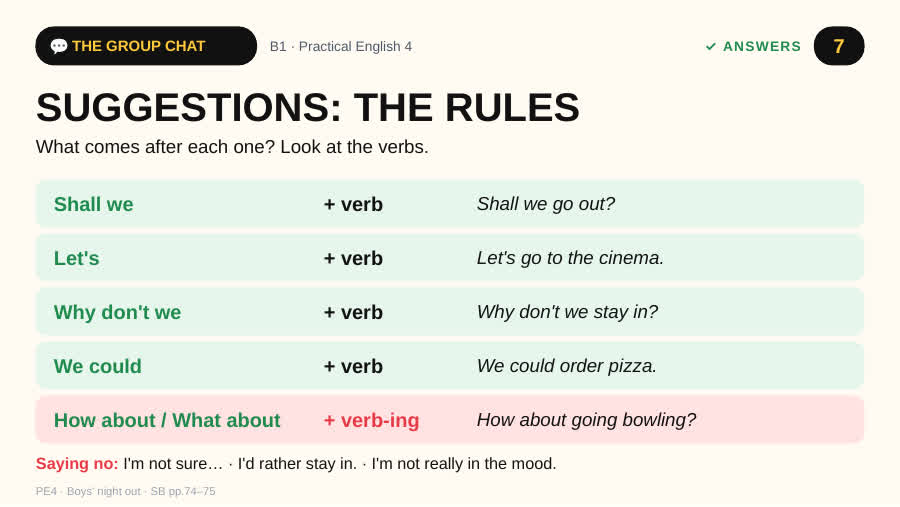 💬 THE GROUP CHAT B1 · Practical English 4 ✓ ANSWERS 7
SUGGESTIONS: THE RULES
What comes after each one? Look at the verbs.
Shall we + verb Shall we go out?
Let's + verb Let's go to the cinema.
Why don't we + verb Why don't we stay in?
We could + verb We could order pizza.
How about / What about + verb-ing How about going bowling?
Saying no: I'm not sure… · I'd rather stay in. · I'm not really in the mood.
PE4 · Boys' night out · SB pp.74–75